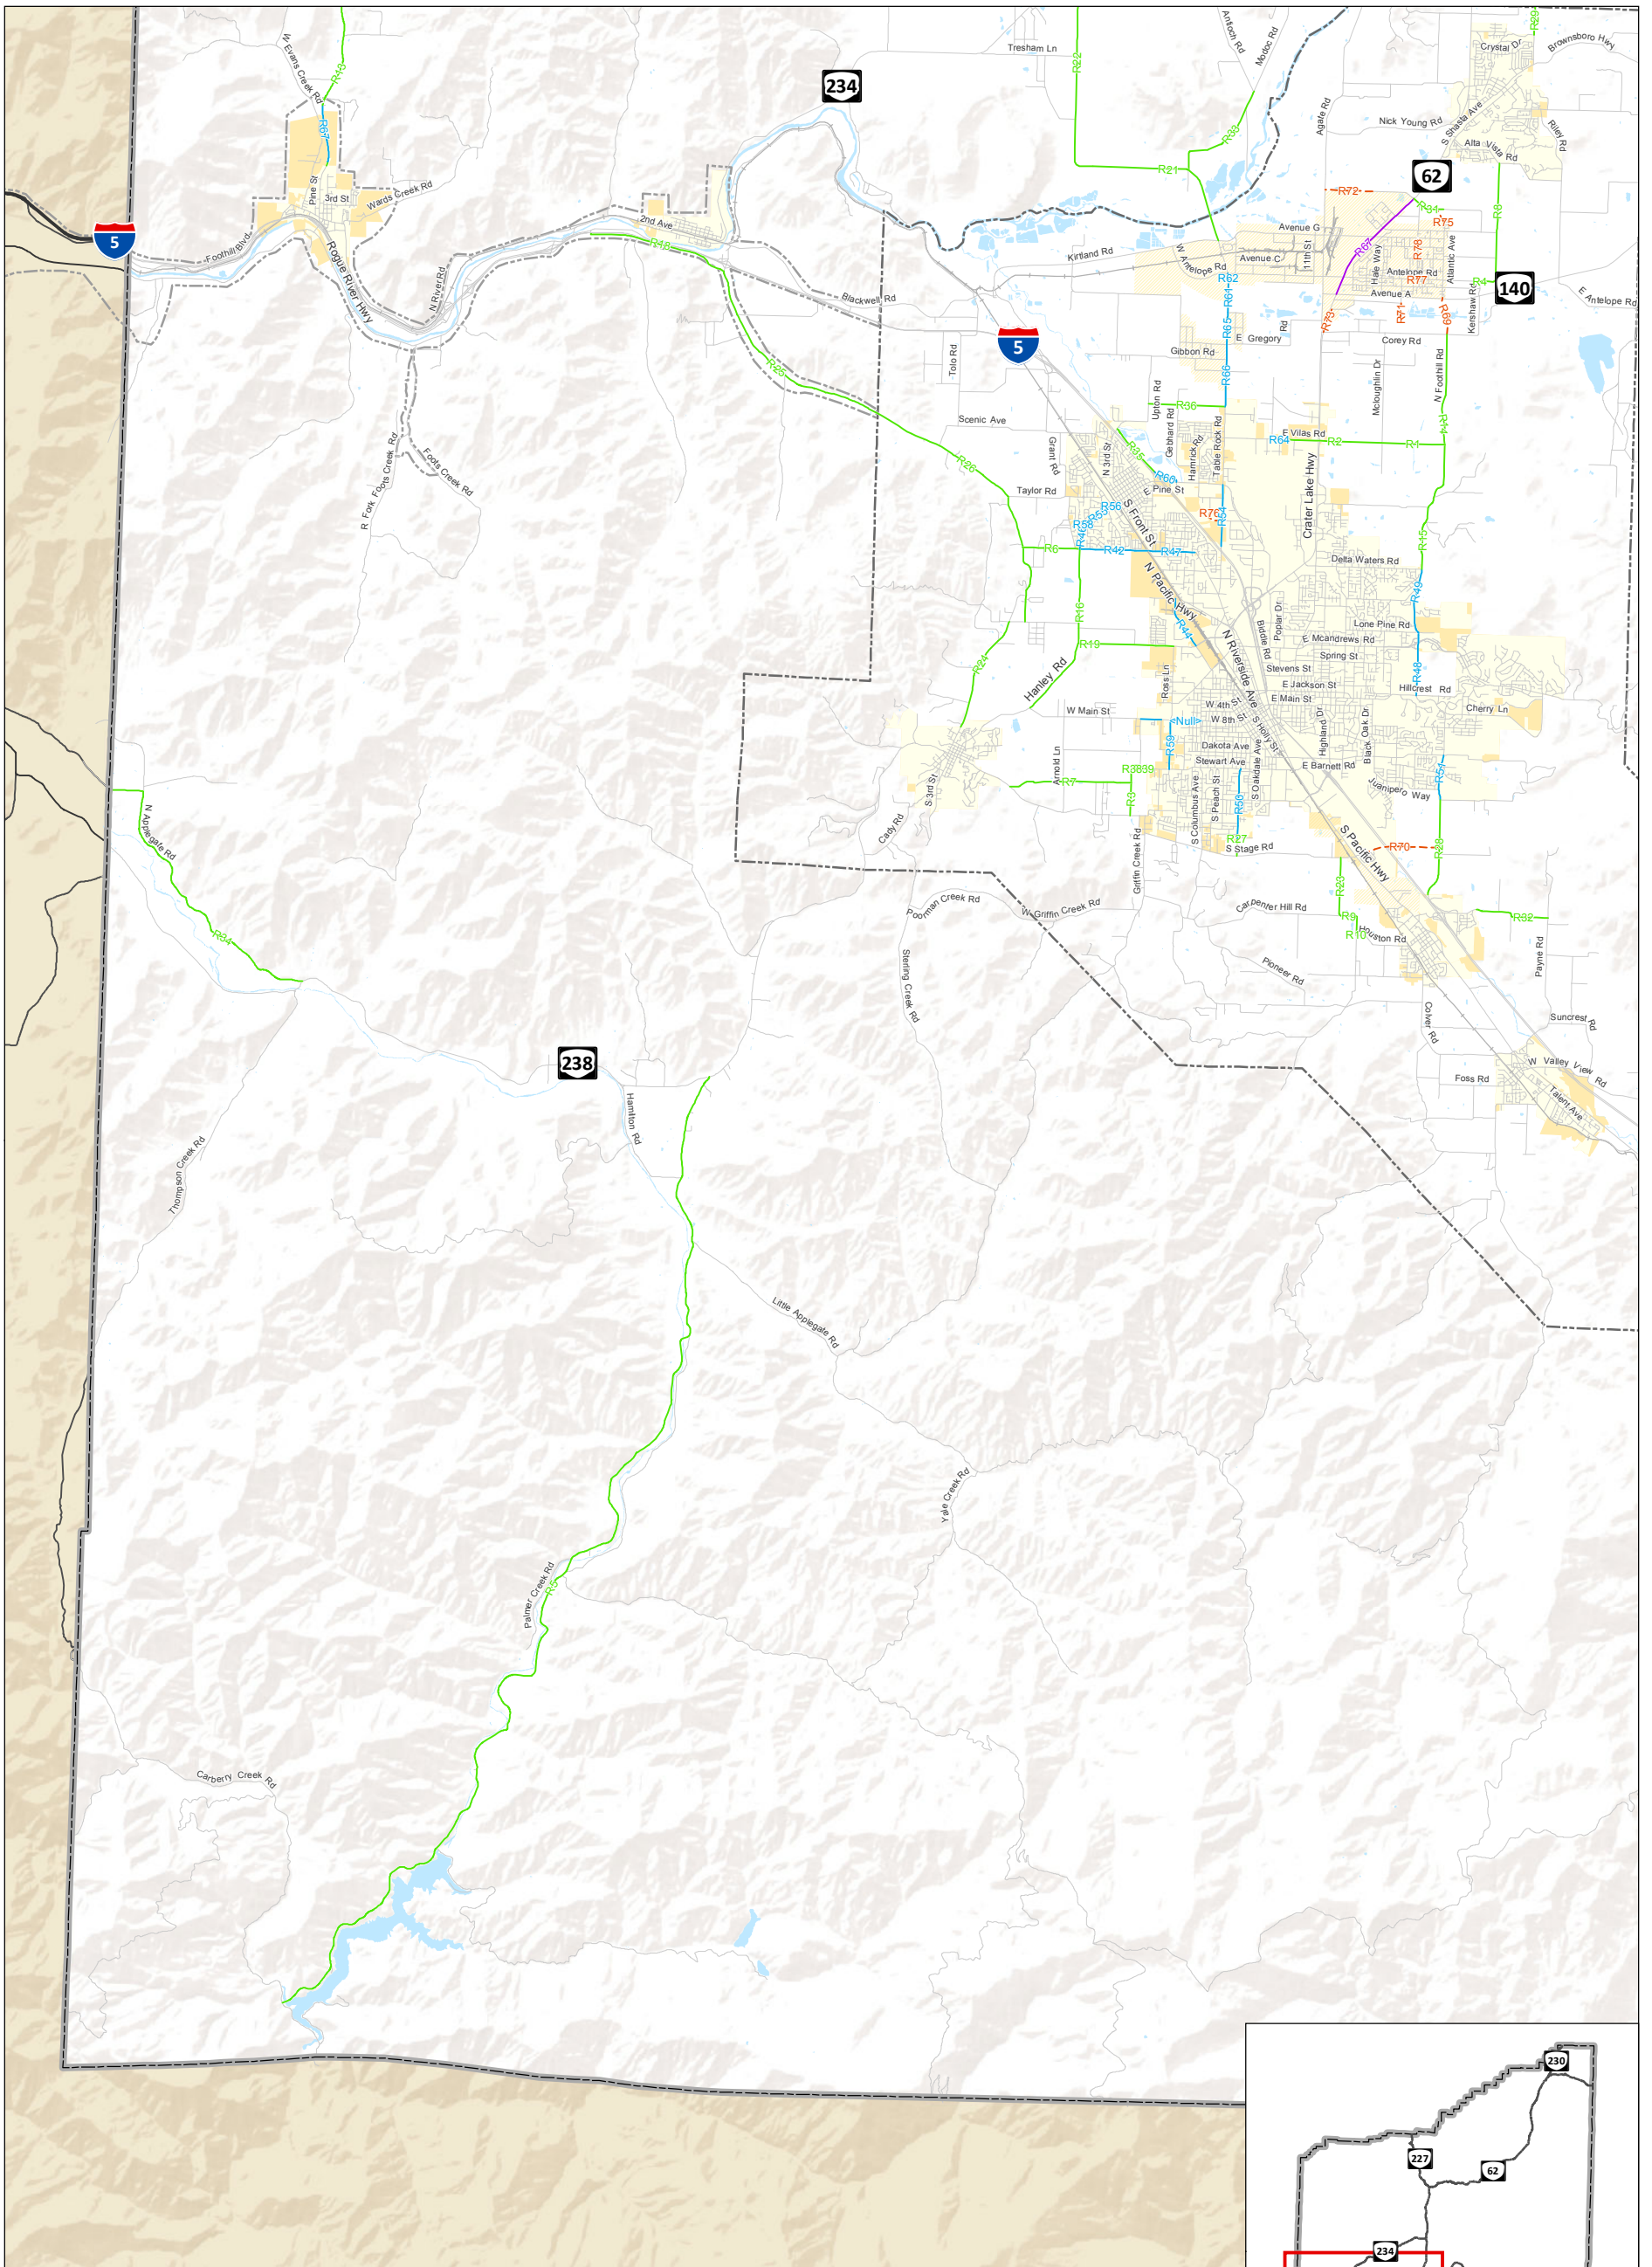 W Evans Creek Rd
R13
R67
Pine St
3rd St
Wards Creek Rd
5
Foothill Blvd
Rogue River Hwy
N River Rd
2nd Ave
R18
234
Tresham Ln
R22
Antioch Rd
Modoc Rd
R33
R21
R29
Crystal Dr
Brownsboro Hwy
Agate Rd
Nick Young Rd
S Shasta Ave
Riley Rd
Alta Vista Rd
62
R72
R34
R75
R8
Avenue G
R67
Hale Way
R78
Atlantic Ave
Kirtland Rd
W Antelope Rd
Avenue C
11th St
Antelope Rd
R77
R62
R61
Avenue A
R4
140
Kershaw Rd
E Antelope Rd
Blackwell Rd
R65
R73
R71
R69
5
E Gregory Rd
Corey Rd
Tolo Rd
Gibbon Rd
R66
Mcloughlin Dr
N Foothill Rd
R25
Upton Rd
R36
Gebhard Rd
Scenic Ave
R14
R Fork Foots Creek Rd
Foots Creek Rd
R26
Grant Rd
N 3rd St
R35
Hamrick Rd
Table Rock Rd
R64
E Vilas Rd
R2
R1
Crater Lake Hwy
Taylor Rd
R60
E Pine St
R56
R58
S Front St
R76
R54
R6
R42
R47
R15
Delta Waters Rd
N Pacific Hwy
R49
R16
R44
Lone Pine Rd
E Mcandrews Rd
Poplar Dr
Biddle Rd
Spring St
R19
N Riverside Ave
Stevens St
R24
Hanley Rd
Ross Ln
E Jackson St
R48
Hillcrest Rd
E Main St
W 4th St
W Main St
<Null>
W 8th St
Cherry Ln
S Holly St
Highland Dr
Black Oak Dr
R59
Dakota Ave
Stewart Ave
S Oakdale Ave
E Barnett Rd
R51
Arnold Ln
R7
R3
S Columbus Ave
S Peach St
R50
Juanipero Way
S 3rd St
Cady Rd
R27
S Stage Rd
S Pacific Hwy
R70
R28
N Applegate Rd
Griffin Creek Rd
Poorman Creek Rd
W Griffin Creek Rd
Carpenter Hill Rd
R23
R9
R10
Houston Rd
R32
R34
Sterling Creek Rd
Pioneer Rd
Payne Rd
Colver Rd
Suncrest Rd
238
W Valley View Rd
Foss Rd
Talent Ave
Hamilton Rd
Thompson Creek Rd
Little Applegate Rd
Yale Creek Rd
Palmer Creek Rd
R5
Carberry Creek Rd
230
227
62
234